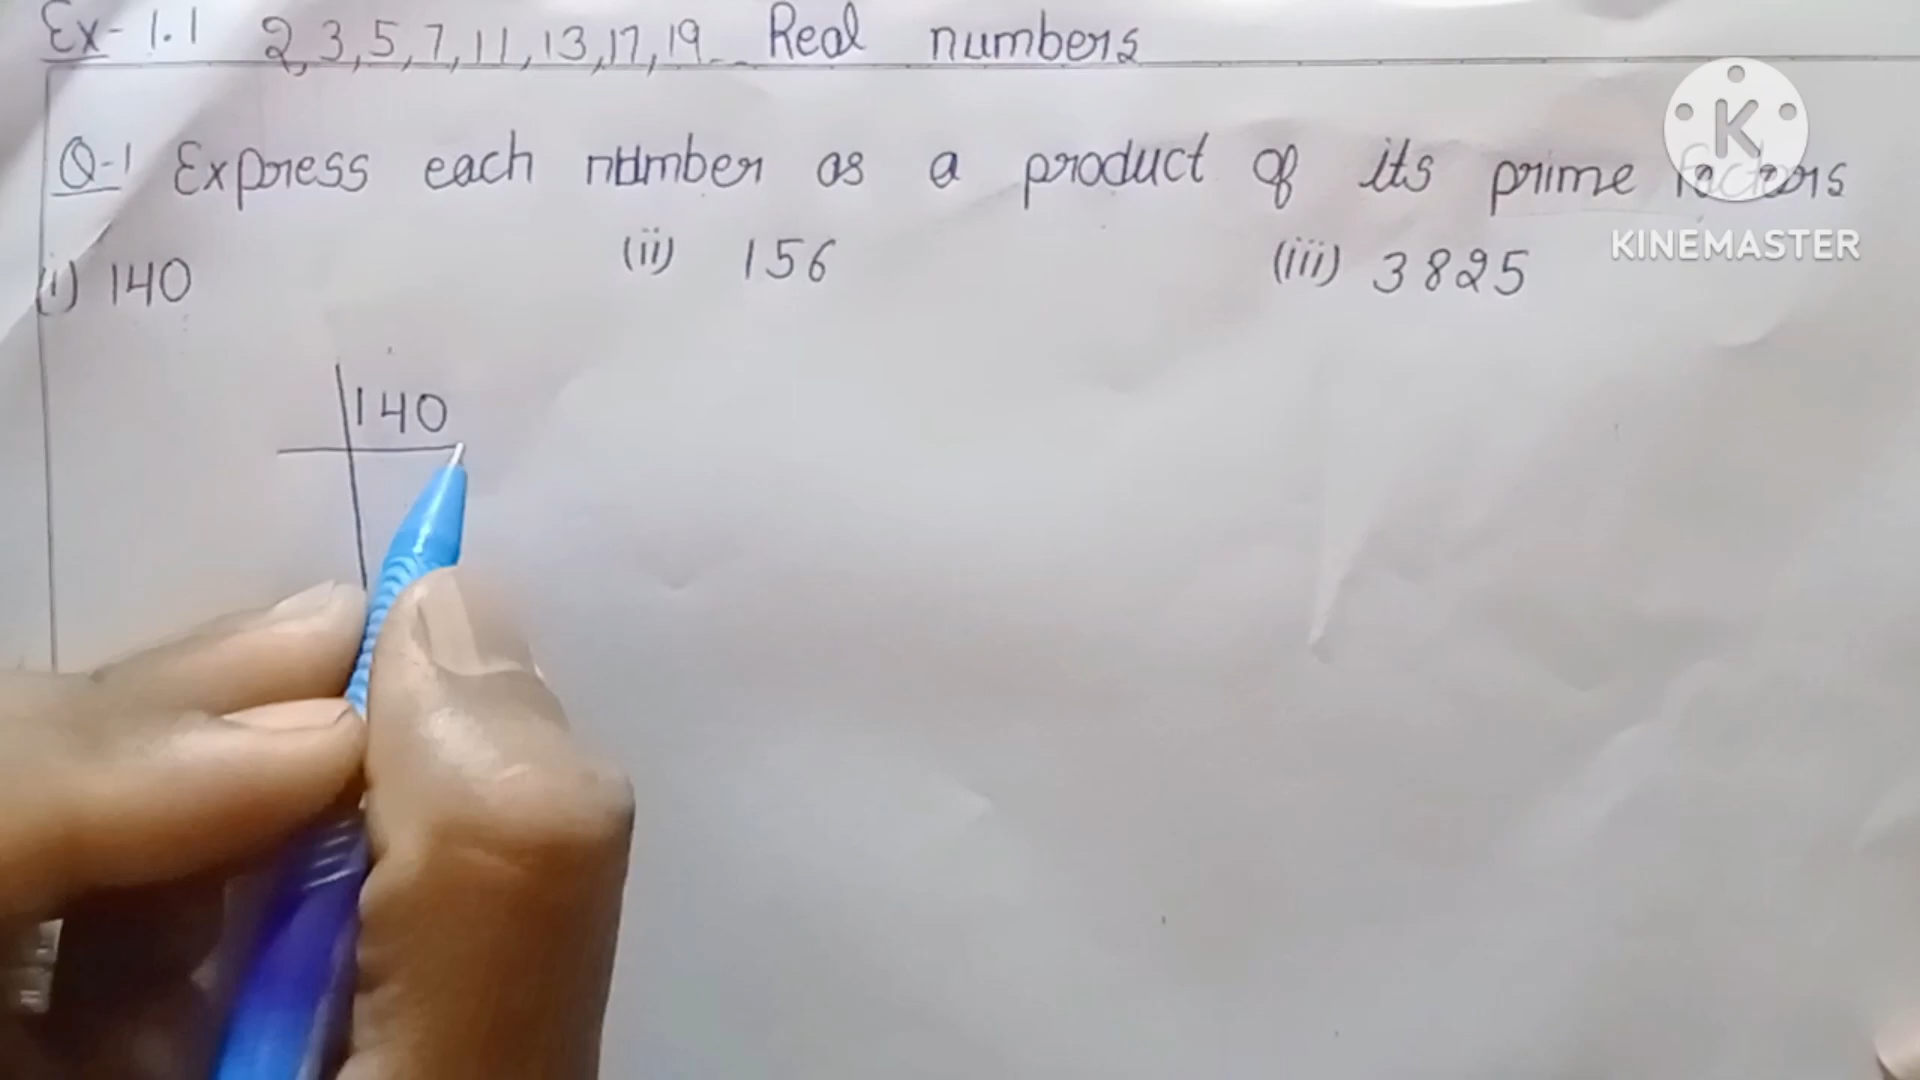 Ex-1.1 2,3,5,7,11,13,17,19.. Real numbers
Q-1 Express each number as a product of its prime factors
(i) 140 (ii) 156 (iii) 3825
140
K
KINEMASTER